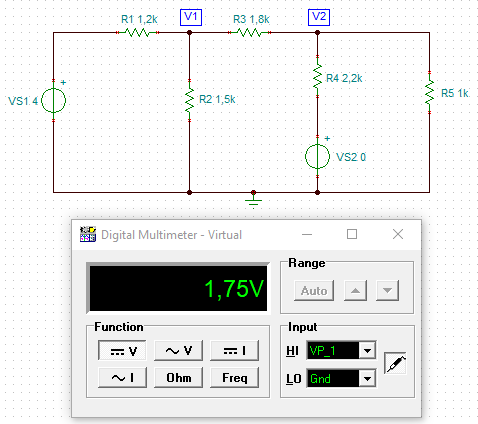 V1 V2
R1 1,2k R3 1,8k
R4 2,2k
R5 1k
VS1 4 R2 1,5k
VS2 0
Digital Multimeter - Virtual
1,75V
Range
Auto
Function
V V I
I Ohm Freq
Input
HI VP_1
LO Gnd